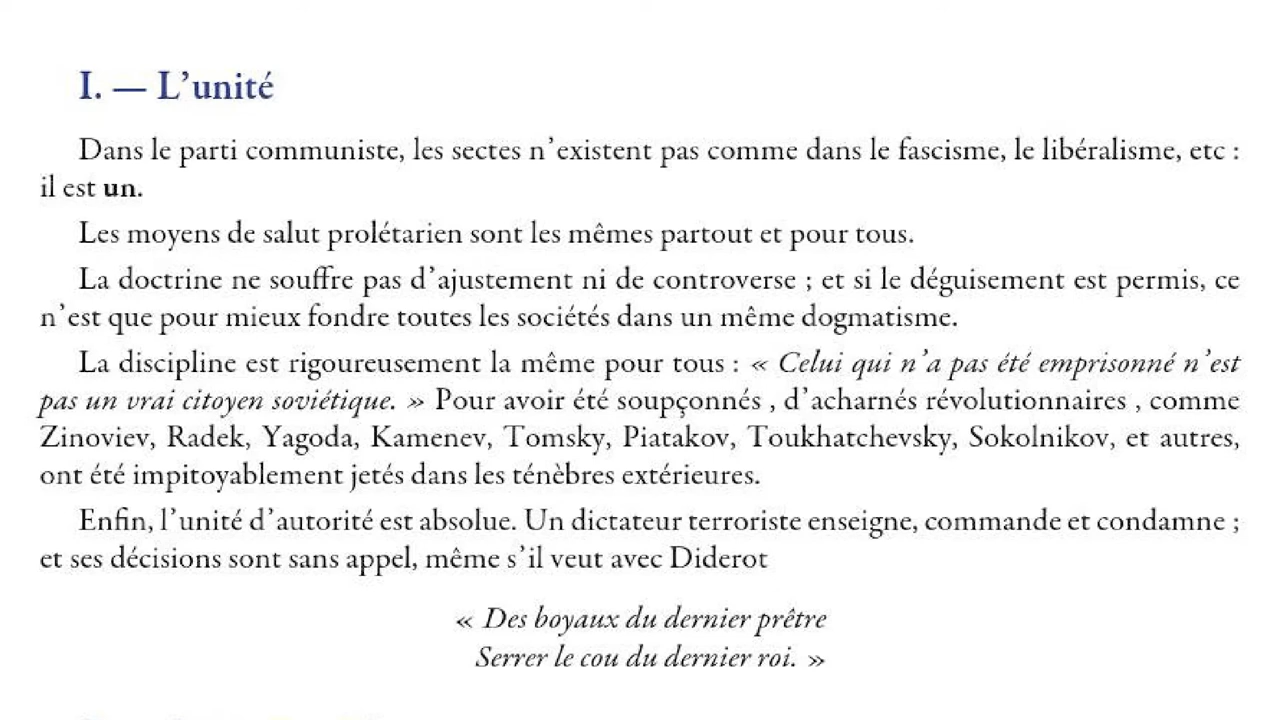 I. — L’unité
Dans le parti communiste, les sectes n’existent pas comme dans le fascisme, le libéralisme, etc :
il est un.
Les moyens de salut prolétarien sont les mêmes partout et pour tous.
La doctrine ne souffre pas d’ajustement ni de controverse ; et si le déguisement est permis, ce
n’est que pour mieux fondre toutes les sociétés dans un même dogmatisme.
La discipline est rigoureusement la même pour tous : « Celui qui n’a pas été emprisonné n’est
pas un vrai citoyen soviétique. » Pour avoir été soupçonnés , d’acharnés révolutionnaires , comme
Zinoviev, Radek, Yagoda, Kamenev, Tomsky, Piatakov, Toukhatchevsky, Sokolnikov, et autres,
ont été impitoyablement jetés dans les ténèbres extérieures.
Enfin, l’unité d’autorité est absolue. Un dictateur terroriste enseigne, commande et condamne ;
et ses décisions sont sans appel, même s’il veut avec Diderot
« Des boyaux du dernier prêtre
Serrer le cou du dernier roi. »